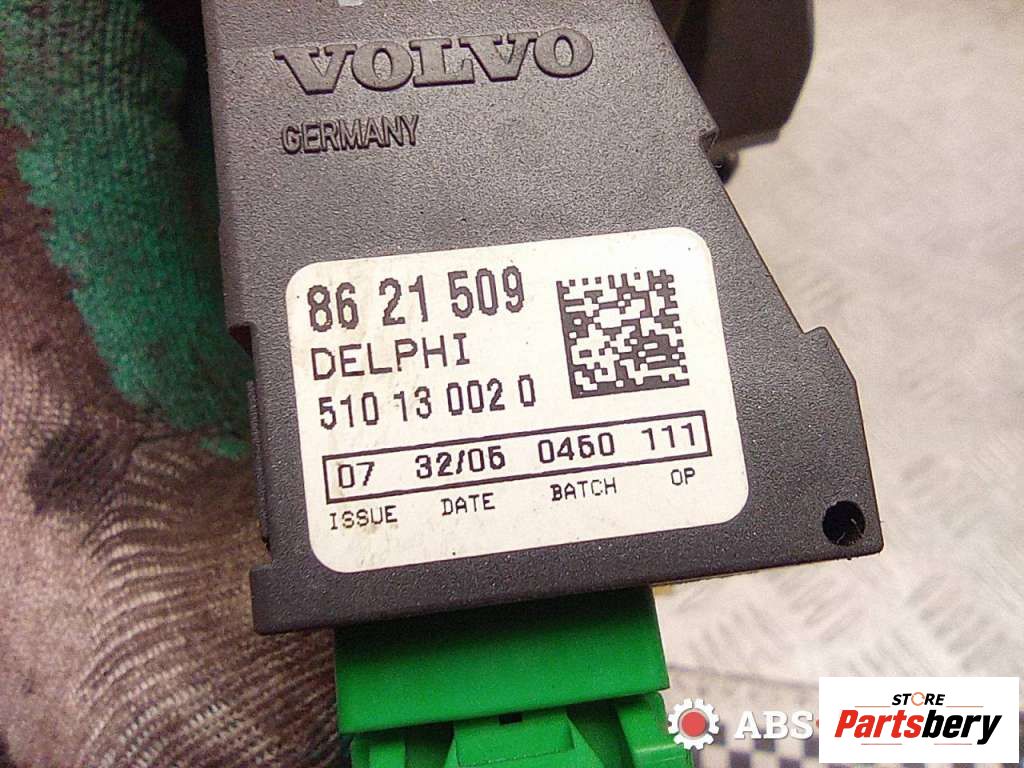 VOLVO
GERMANY
86 21 509
DELPHI
510 13 002 0
07 32/05 0450 111
ISSUE DATE BATCH OP
ABS
STORE
Partsbery